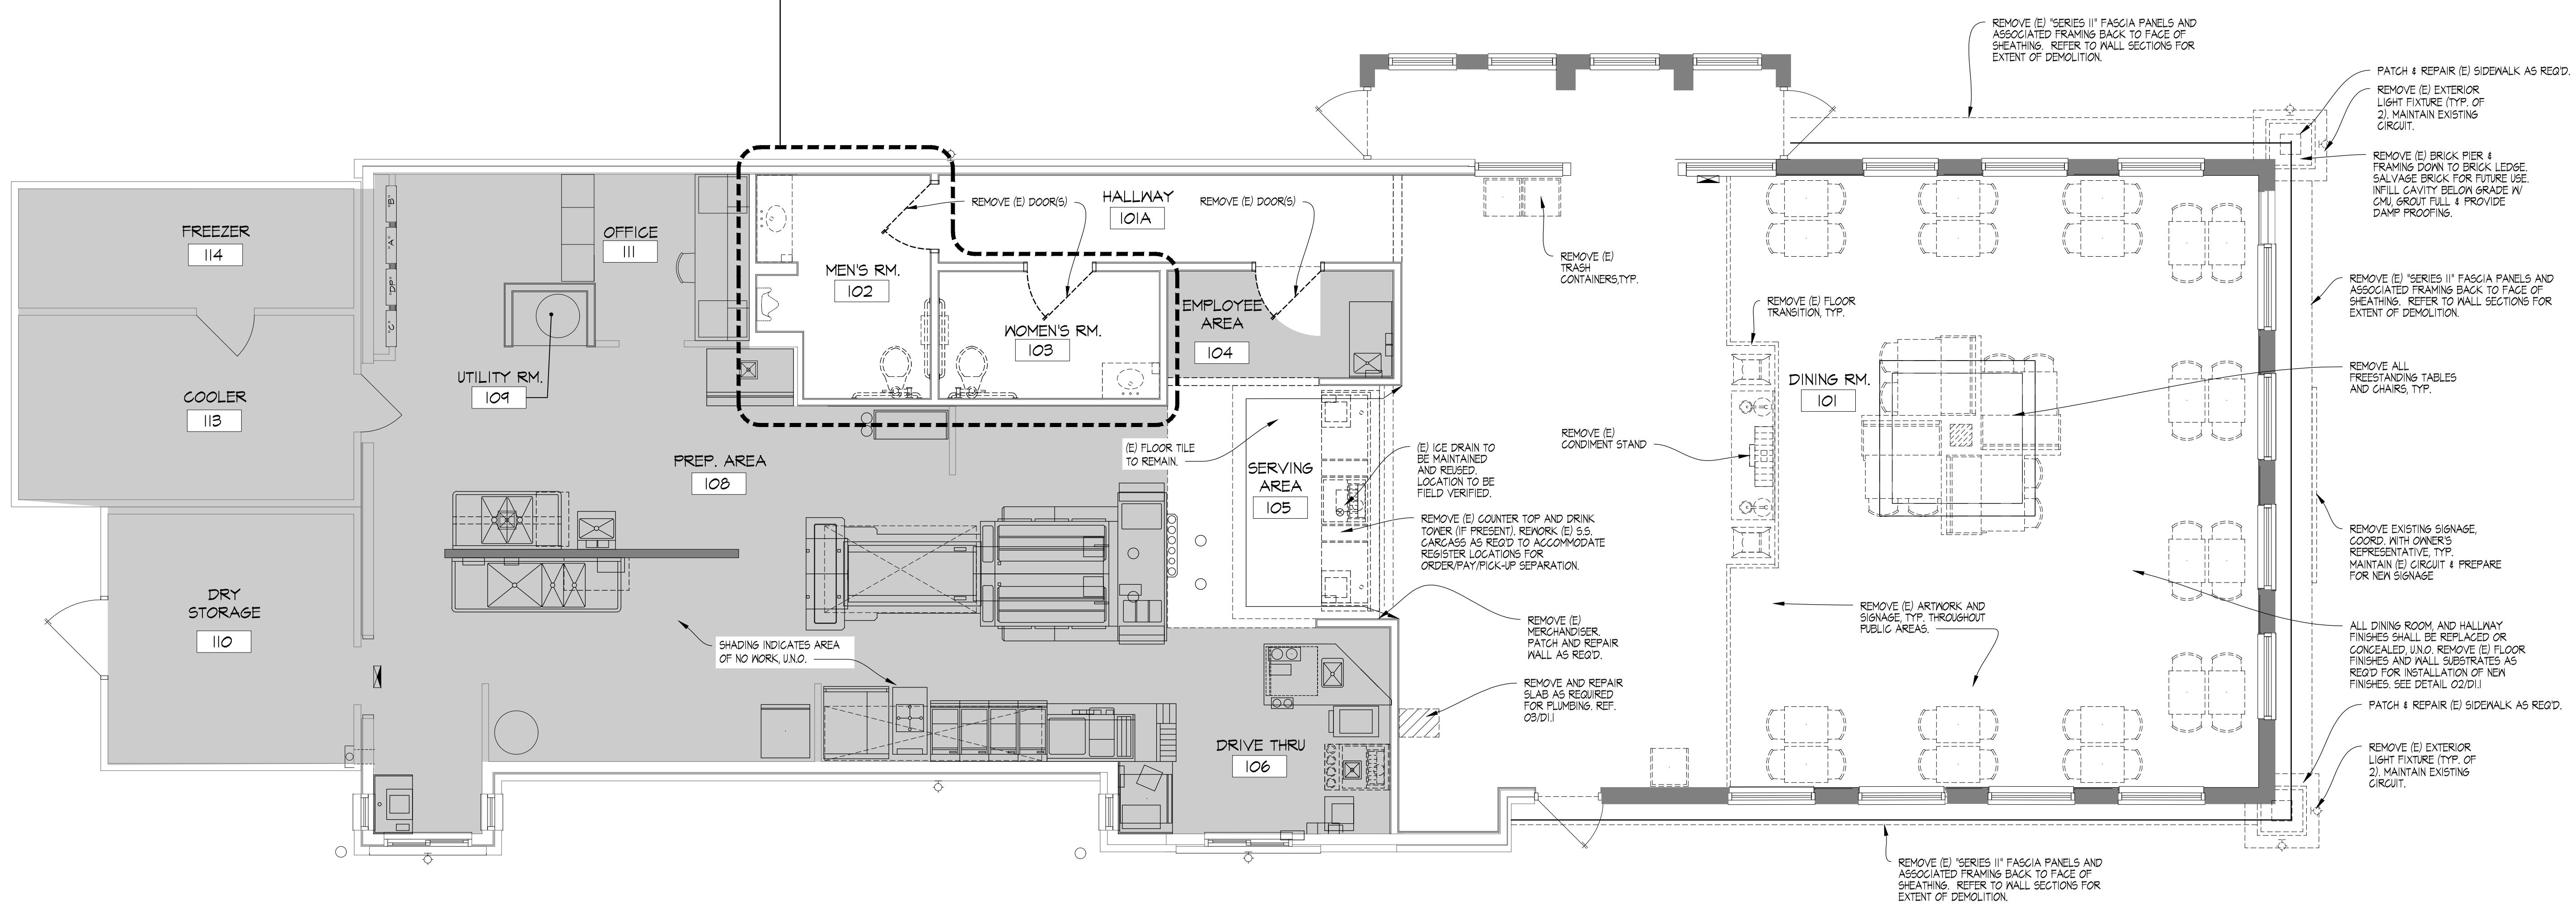 REMOVE (E) "SERIES II" FASCIA PANELS AND
ASSOCIATED FRAMING BACK TO FACE OF
SHEATHING. REFER TO WALL SECTIONS FOR
EXTENT OF DEMOLITION.
PATCH & REPAIR (E) SIDEWALK AS REQ'D.
REMOVE (E) EXTERIOR
LIGHT FIXTURE (TYP. OF
2). MAINTAIN EXISTING
CIRCUIT.
REMOVE (E) BRICK PIER &
FRAMING DOWN TO BRICK LEDGE.
SALVAGE BRICK FOR FUTURE USE.
INFILL CAVITY BELOW GRADE W/
CMU, GROUT FULL & PROVIDE
DAMP PROOFING.
FREEZER
114
"B"
"A"
"DP"
"C"
OFFICE
111
MEN'S RM.
102
REMOVE (E) DOOR(S)
HALLWAY
101A
REMOVE (E) DOOR(S)
REMOVE (E)
TRASH
CONTAINERS,TYP.
REMOVE (E) "SERIES II" FASCIA PANELS AND
ASSOCIATED FRAMING BACK TO FACE OF
SHEATHING. REFER TO WALL SECTIONS FOR
EXTENT OF DEMOLITION.
REMOVE (E) FLOOR
TRANSITION, TYP.
EMPLOYEE
AREA
104
WOMEN'S RM.
103
UTILITY RM.
109
COOLER
113
DINING RM.
101
REMOVE ALL
FREESTANDING TABLES
AND CHAIRS, TYP.
PREP. AREA
108
(E) FLOOR TILE
TO REMAIN.
SERVING
AREA
105
(E) ICE DRAIN TO
BE MAINTAINED
AND REUSED.
LOCATION TO BE
FIELD VERIFIED.
REMOVE (E)
CONDIMENT STAND
REMOVE (E) COUNTER TOP AND DRINK
TOWER (IF PRESENT). REWORK (E) S.S.
CARCASS AS REQ'D TO ACCOMMODATE
REGISTER LOCATIONS FOR
ORDER/PAY/PICK-UP SEPARATION.
REMOVE EXISTING SIGNAGE,
COORD. WITH OWNER'S
REPRESENTATIVE, TYP.
MAINTAIN (E) CIRCUIT & PREPARE
FOR NEW SIGNAGE
DRY
STORAGE
110
SHADING INDICATES AREA
OF NO WORK, U.N.O.
REMOVE (E)
MERCHANDISER.
PATCH AND REPAIR
WALL AS REQ'D.
REMOVE (E) ARTWORK AND
SIGNAGE, TYP. THROUGHOUT
PUBLIC AREAS.
ALL DINING ROOM, AND HALLWAY
FINISHES SHALL BE REPLACED OR
CONCEALED, U.N.O. REMOVE (E) FLOOR
FINISHES AND WALL SUBSTRATES AS
REQ'D FOR INSTALLATION OF NEW
FINISHES. SEE DETAIL 02/D1.1
REMOVE AND REPAIR
SLAB AS REQUIRED
FOR PLUMBING. REF.
03/D1.1
DRIVE THRU
106
PATCH & REPAIR (E) SIDEWALK AS REQ'D.
REMOVE (E) EXTERIOR
LIGHT FIXTURE (TYP. OF
2). MAINTAIN EXISTING
CIRCUIT.
REMOVE (E) "SERIES II" FASCIA PANELS AND
ASSOCIATED FRAMING BACK TO FACE OF
SHEATHING. REFER TO WALL SECTIONS FOR
EXTENT OF DEMOLITION.